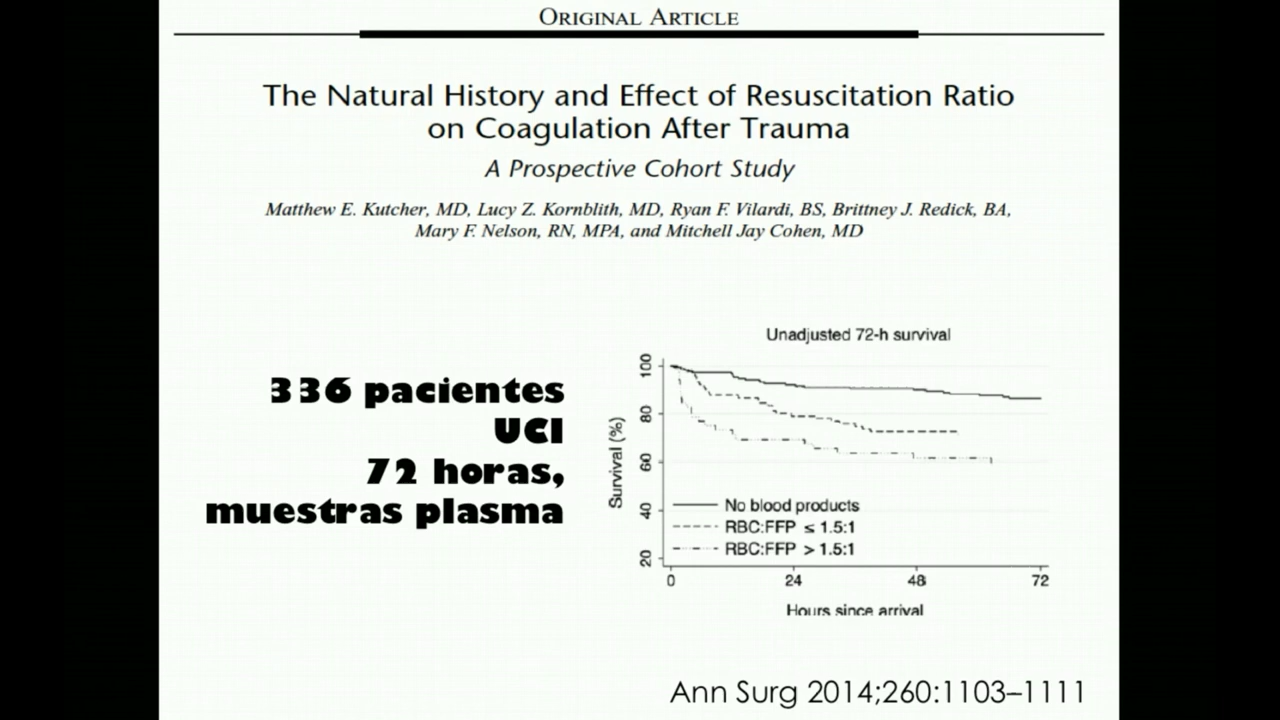 ORIGINAL ARTICLE
The Natural History and Effect of Resuscitation Ratio
on Coagulation After Trauma
A Prospective Cohort Study
Matthew E. Kutcher, MD, Lucy Z. Kornblith, MD, Ryan F. Vilardi, BS, Brittney J. Redick, BA,
Mary F. Nelson, RN, MPA, and Mitchell Jay Cohen, MD
336 pacientes
UCI
72 horas,
muestras plasma
Unadjusted 72-h survival
Survival (%)
100
80
60
40
20
No blood products
RBC:FFP ≤ 1.5:1
RBC:FFP > 1.5:1
0 24 48 72
Hours since arrival
Ann Surg 2014;260:1103–1111